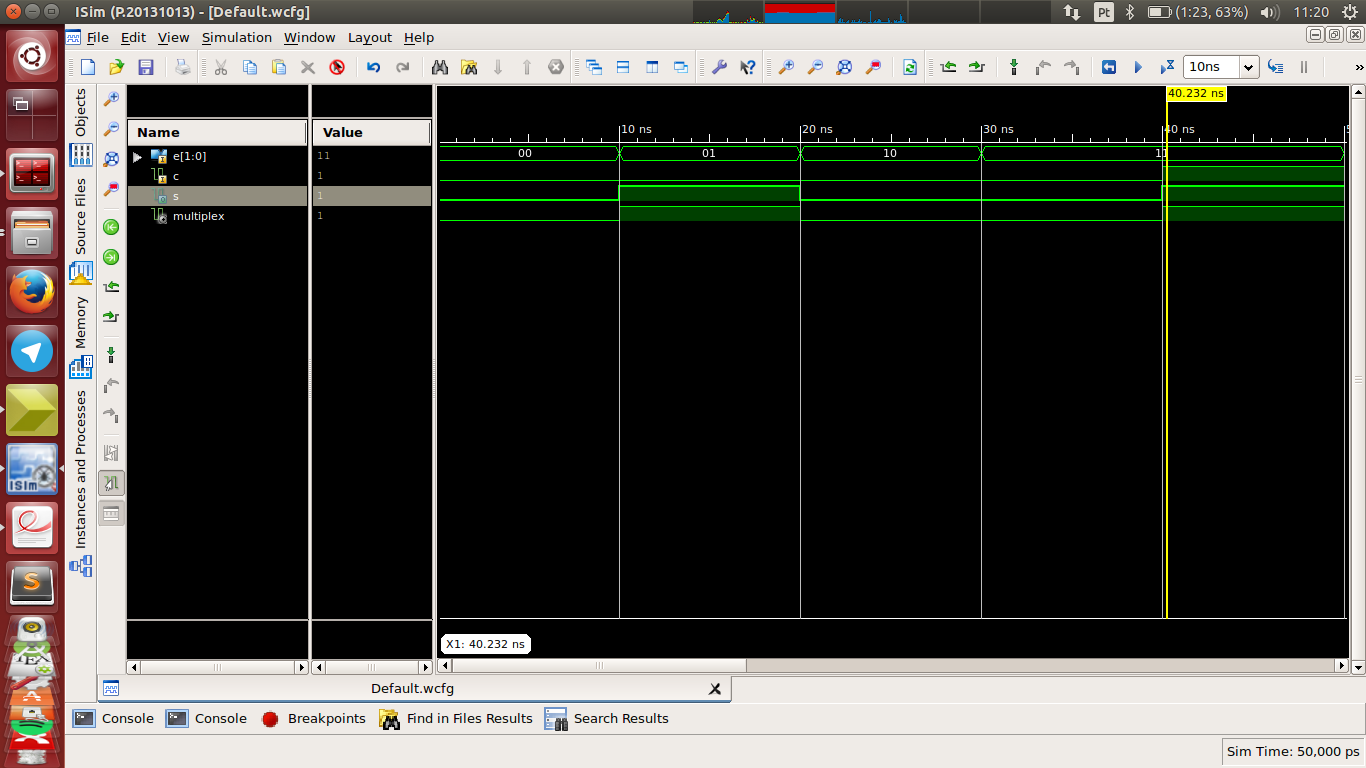 ISim (P.20131013) - [Default.wcfg]
Pt
(1:23, 63%)
11:20
File Edit View Simulation Window Layout Help
10ns
»
Objects
Source Files
Memory
Instances and Processes
Name
Value
40.232 ns
10 ns
20 ns
30 ns
40 ns
e[1:0]
11
00
01
10
11
c
1
s
1
multiplex
1
X1: 40.232 ns
ISim
Default.wcfg
Console
Console
Breakpoints
Find in Files Results
Search Results
Sim Time: 50,000 ps